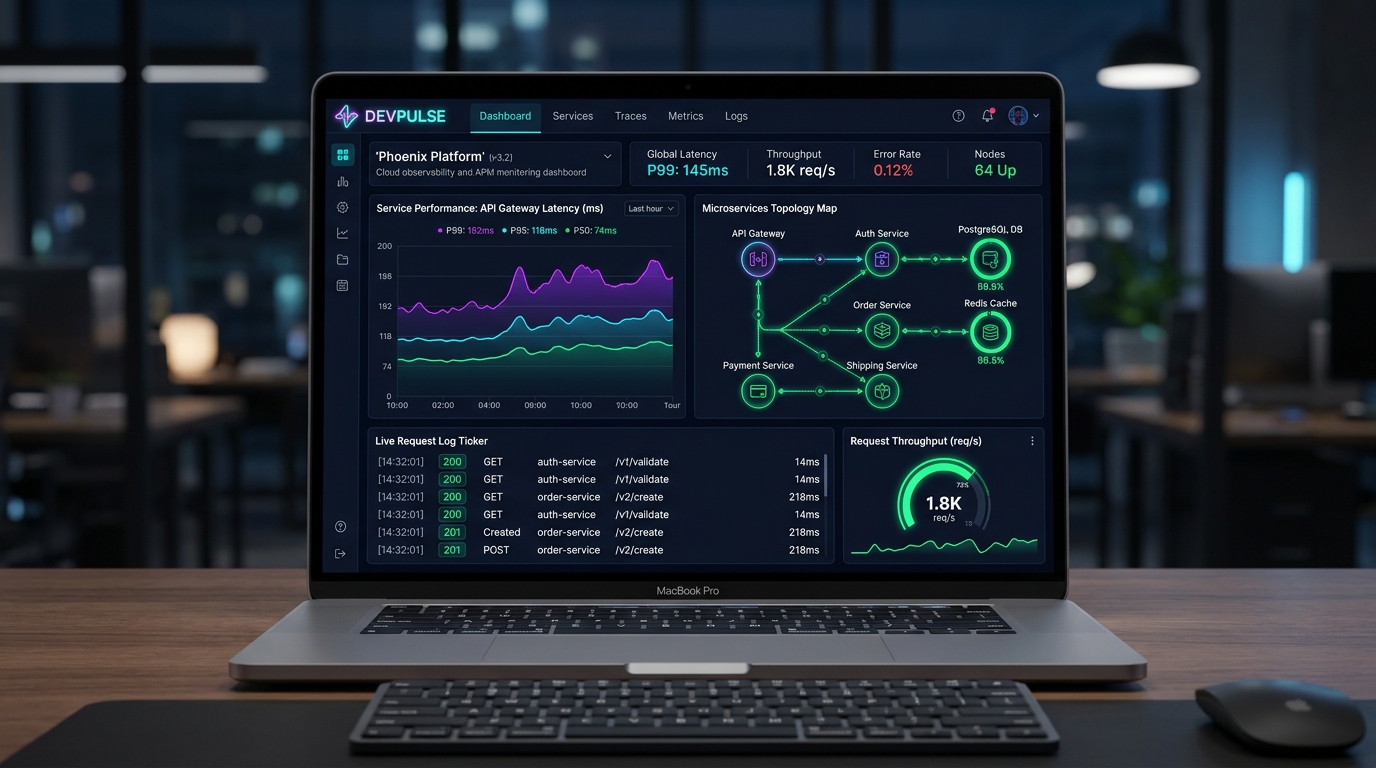 DEVPULSE
Dashboard Services Traces Metrics Logs
'Phoenix Platform' (v3.2)
Cloud observsbility and.APM menitering dashboard
Global Latency
P99: 145ms
Throughput
1.8K req/s
Error Rate
0.12%
Nodes
64 Up
Service Performance: API Gateway Latency (ms)
Last hour
P99: 182ms P95: 118ms P50: 74ms
200
198
192
118
74
0
10:00 02:00 04:00 09:00 10:00 10:00 Tour
Microservices Topology Map
API Gateway
Auth Service
PostgreSQL DB
Order Service
Redis Cache
Payment Service
Shipping Service
Live Request Log Ticker
[14:32:01] 200 GET auth-service /v1/validate 14ms
[14:32:01] 200 GET auth-service /v1/validate 14ms
[14:32:01] 200 GET order-service /v2/create 218ms
[14:32:01] 200 GET auth-service /v1/validate 14ms
[14:32:01] 201 Created order-service /v2/create 218ms
[14:32:01] 201 POST order-service /v2/create 218ms
Request Throughput (req/s)
1.8K
req/s
MacBook Pro